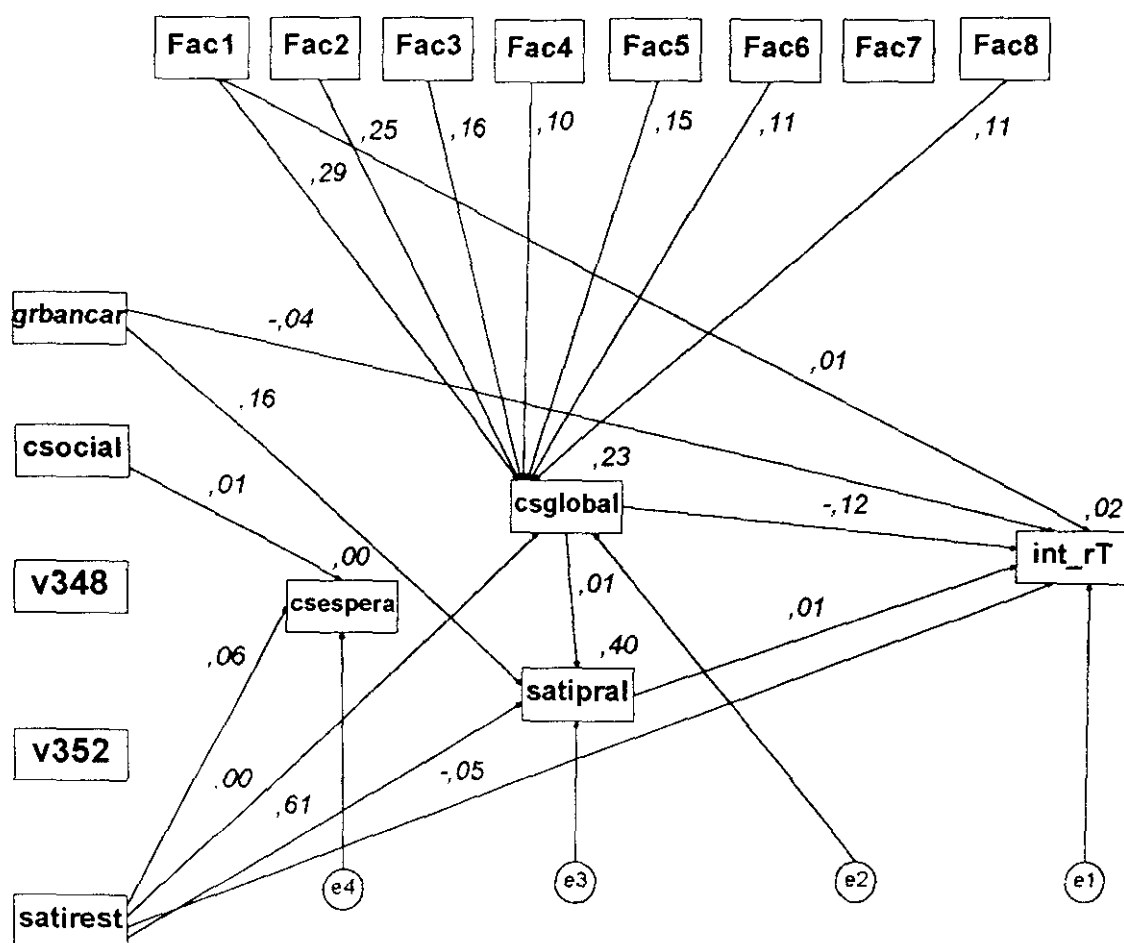 Fac1 Fac2 Fac3 Fac4 Fac5 Fac6 Fac7 Fac8
,29 ,25 ,16 ,10 ,15 ,11 ,11
grbancar
-,04
,01
,16
csocial
,01
,23
csglobal
-,12
,02
int_rT
v348
,00
csespera
,01
,01
,06
,40
satipral
v352
,00
-,05
,61
satirest
e4
e3
e2
e1